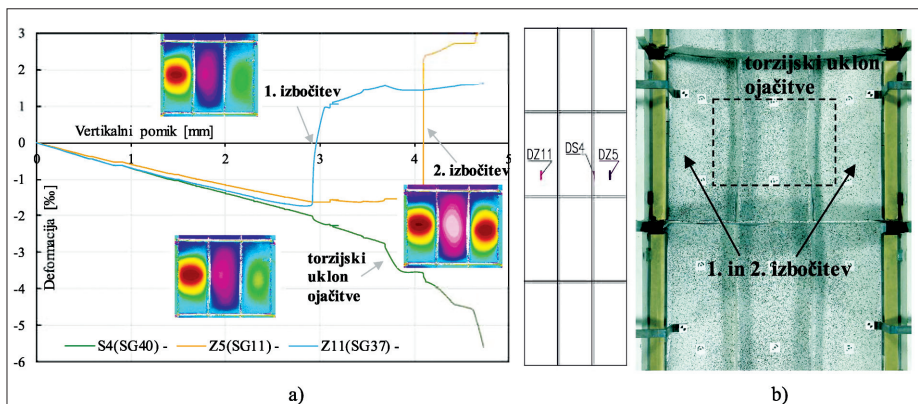 3
2
1
0
-1
-2
-3
-4
-5
-6
0
1
2
3
4
5
Vertikalni pomik [mm]
Deformacija [‰]
1. izbočitev
2. izbočitev
torzijski
uklon
ojačitve
S4(SG40) -
Z5(SG11) -
Z11(SG37) -
a)
DZ11
DS4
DZ5
torzijski uklon
ojačitve
1. in 2. izbočitev
b)